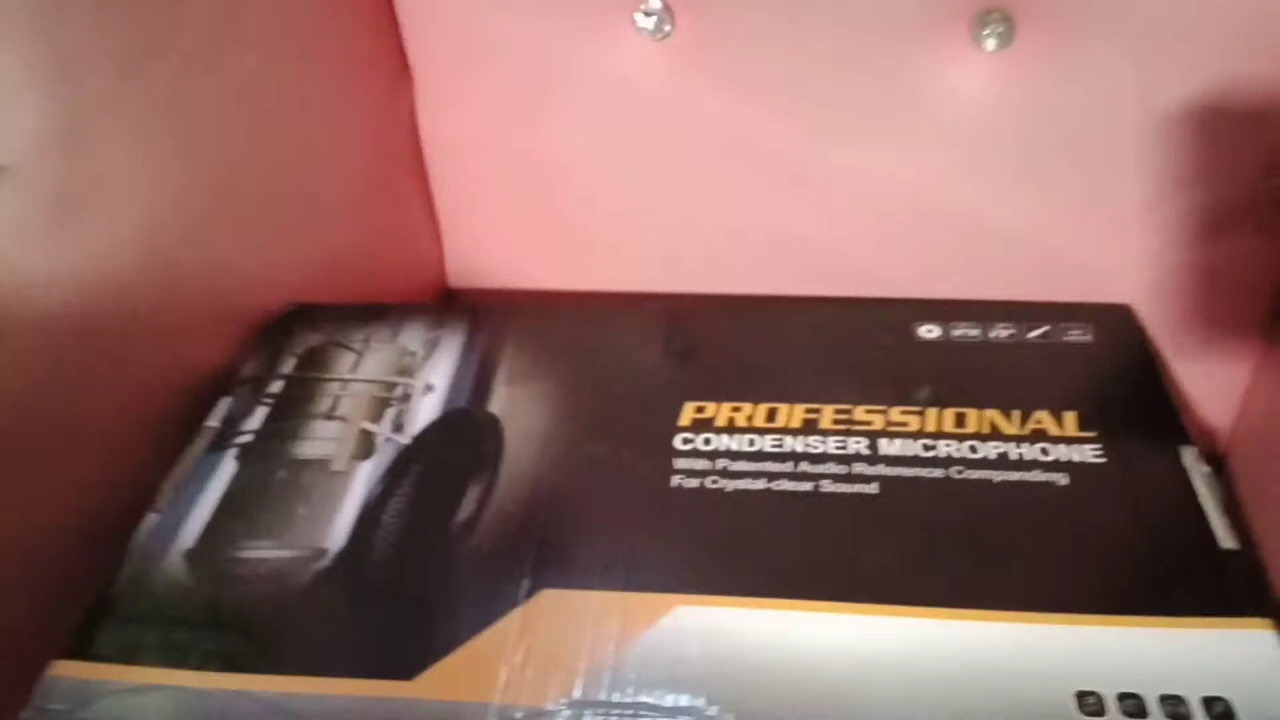 PROFESSIONAL
CONDENSER MICROPHONE
With Patented Audio Reference Companding
For Crystal-clear Sound